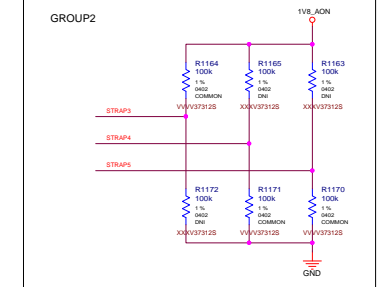 GROUP2
1V8_AON
R1164
100k
1 %
0402
COMMON
VVVV37312S
R1165
100k
1 %
0402
DNI
XXXV37312S
R1163
100k
1 %
0402
DNI
XXXV37312S
STRAP3
STRAP4
STRAP5
R1172
100k
1 %
0402
DNI
XXXV37312S
R1171
100k
1 %
0402
COMMON
VVVV37312S
R1170
100k
1 %
0402
COMMON
VVVV37312S
GND